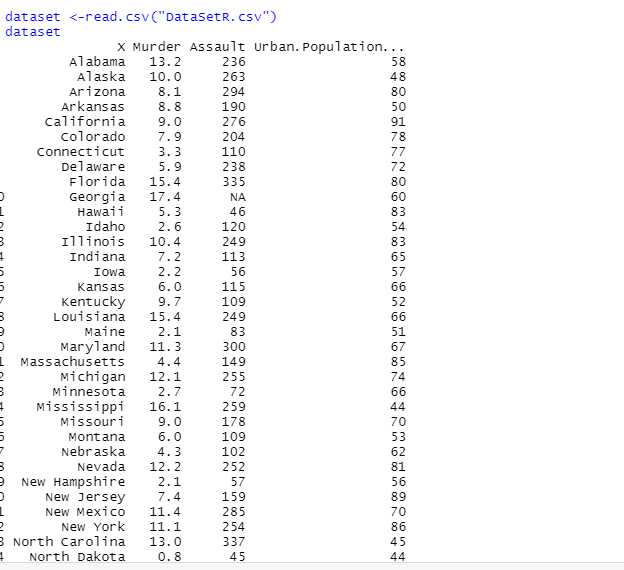 dataset <-read.csv("DataSetR.csv")
dataset
X Murder Assault Urban.Population...
Alabama 13.2 236 58
Alaska 10.0 263 48
Arizona 8.1 294 80
Arkansas 8.8 190 50
California 9.0 276 91
Colorado 7.9 204 78
Connecticut 3.3 110 77
Delaware 5.9 238 72
Florida 15.4 335 80
0 Georgia 17.4 NA 60
1 Hawaii 5.3 46 83
2 Idaho 2.6 120 54
3 Illinois 10.4 249 83
4 Indiana 7.2 113 65
5 Iowa 2.2 56 57
6 Kansas 6.0 115 66
7 Kentucky 9.7 109 52
8 Louisiana 15.4 249 66
9 Maine 2.1 83 51
0 Maryland 11.3 300 67
1 Massachusetts 4.4 149 85
2 Michigan 12.1 255 74
3 Minnesota 2.7 72 66
4 Mississippi 16.1 259 44
5 Missouri 9.0 178 70
6 Montana 6.0 109 53
7 Nebraska 4.3 102 62
8 Nevada 12.2 252 81
9 New Hampshire 2.1 57 56
0 New Jersey 7.4 159 89
1 New Mexico 11.4 285 70
2 New York 11.1 254 86
3 North Carolina 13.0 337 45
4 North Dakota 0.8 45 44